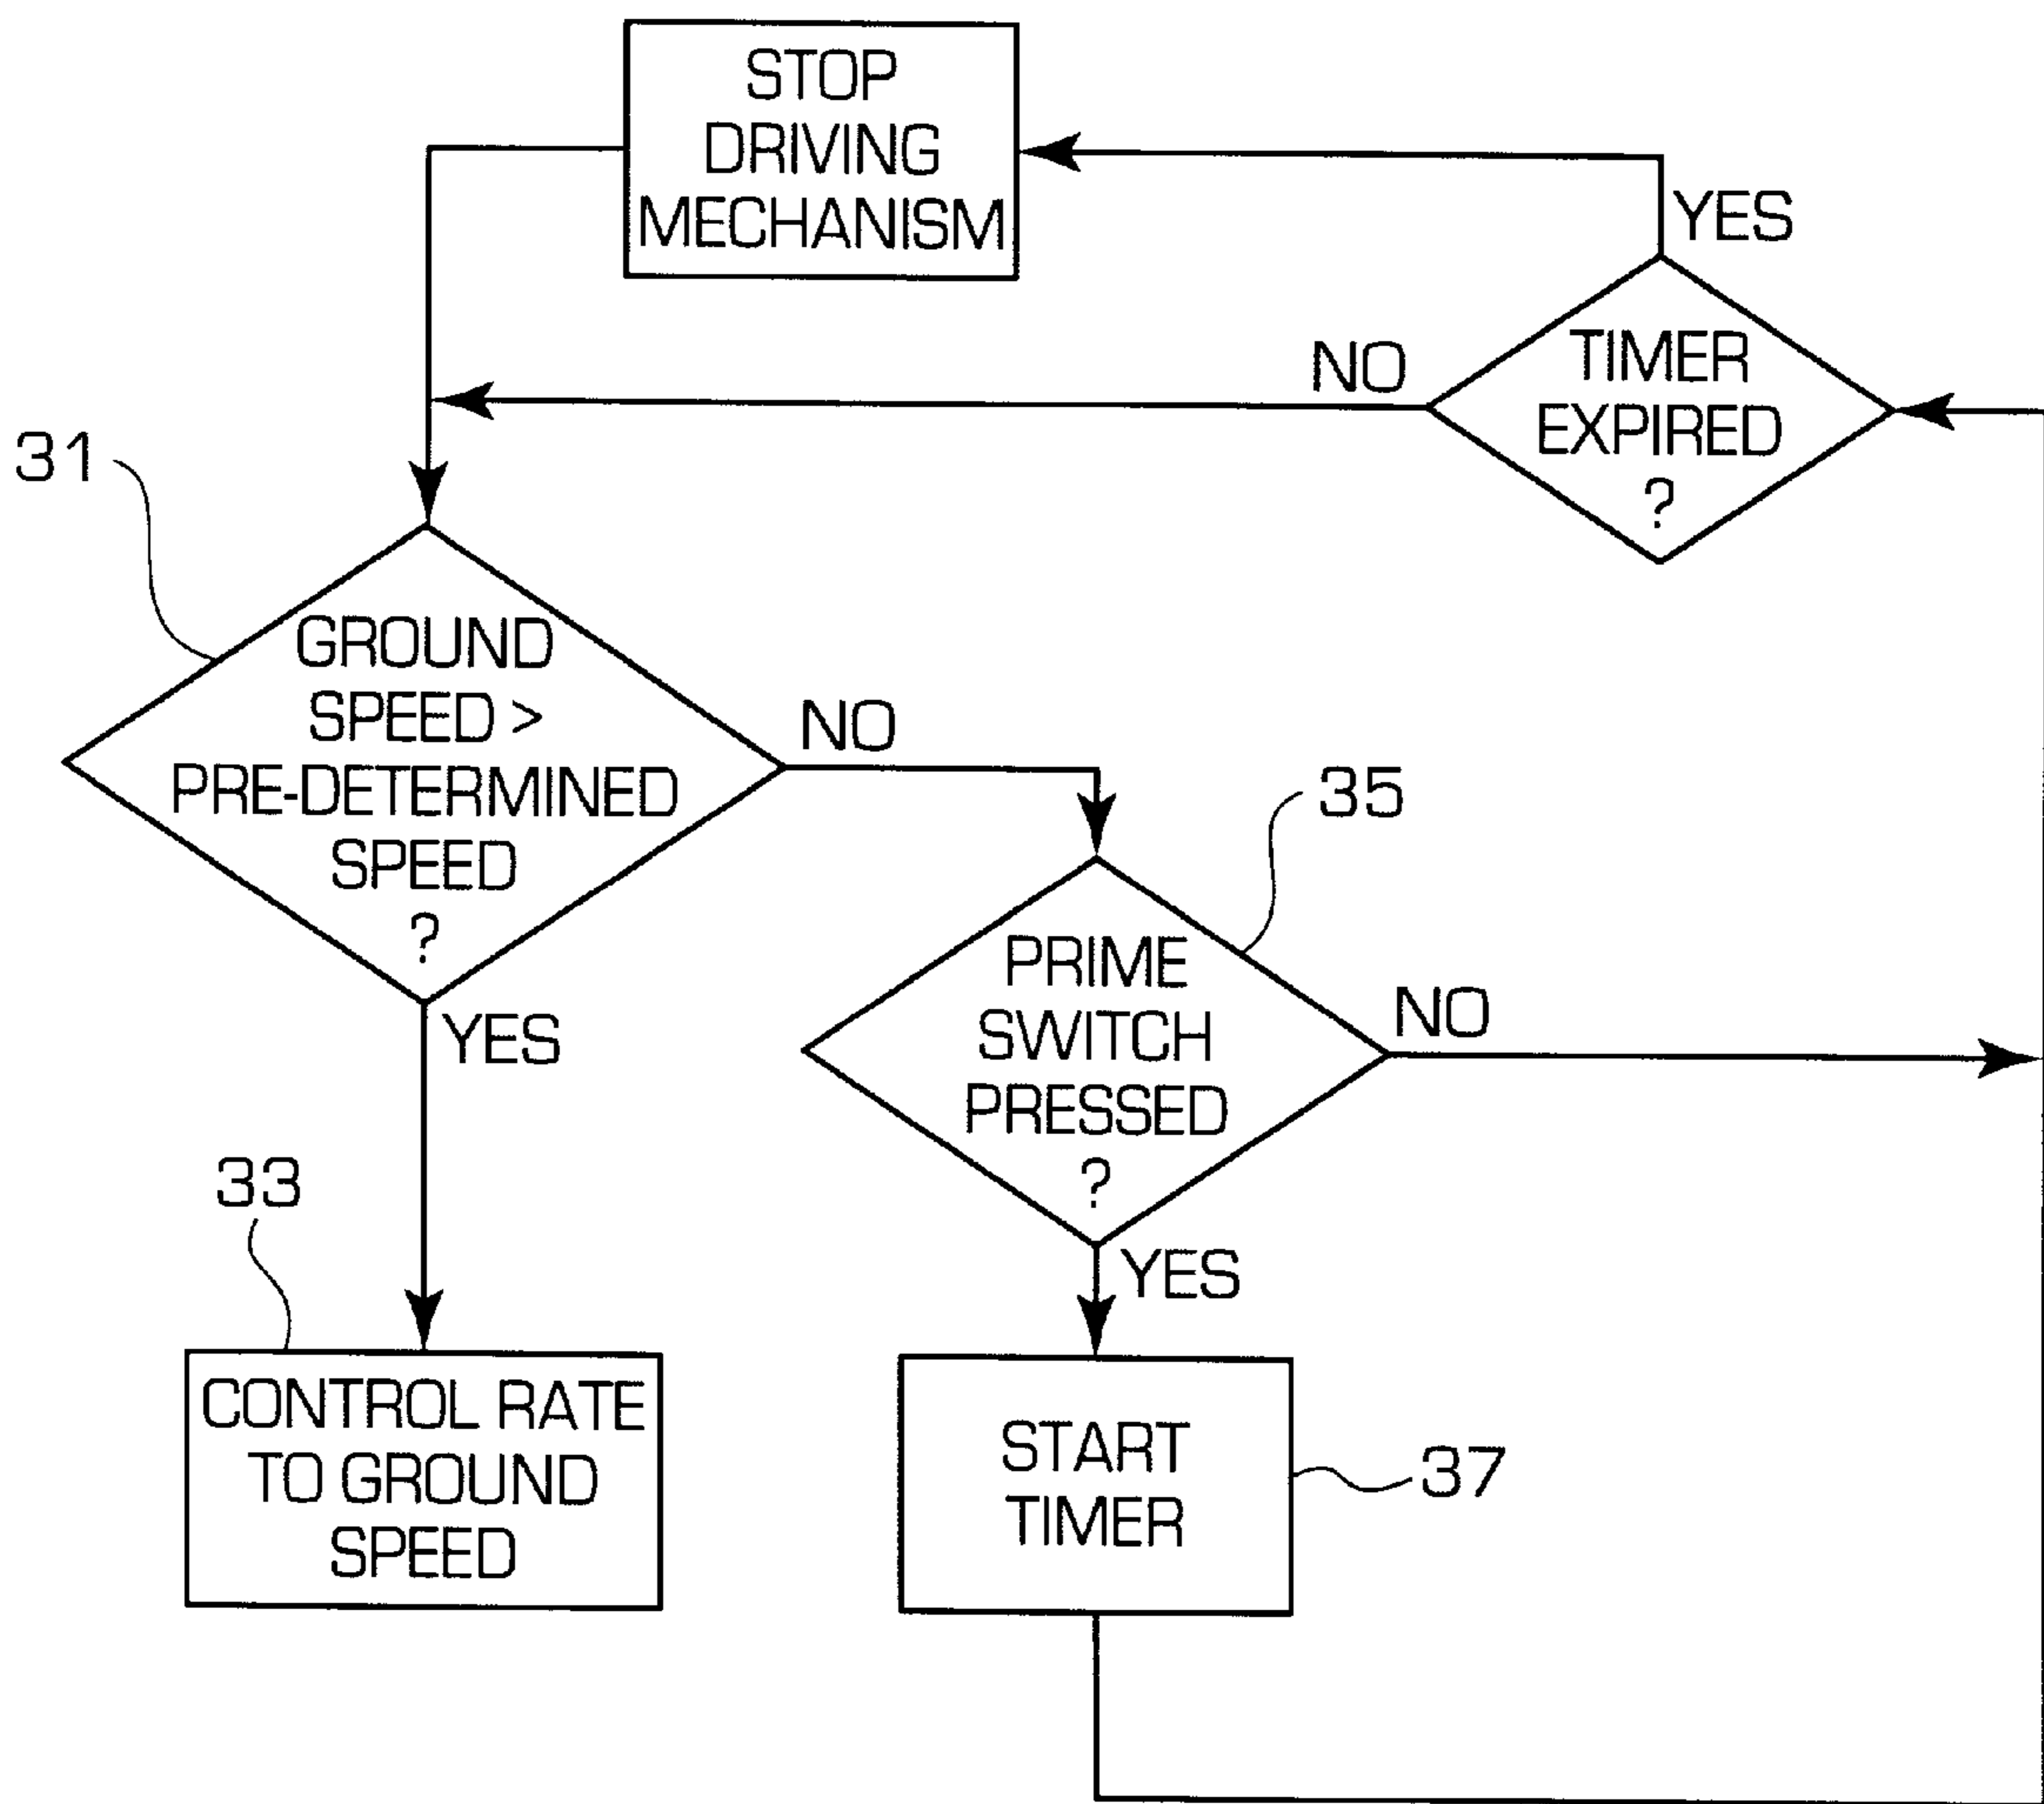 STOP
DRIVING
MECHANISM
YES
NO
TIMER
EXPIRED
?
31
GROUND
SPEED >
PRE-DETERMINED
SPEED
?
NO
YES
35
PRIME
SWITCH
PRESSED
?
NO
YES
33
CONTROL RATE
TO GROUND
SPEED
START
TIMER
37